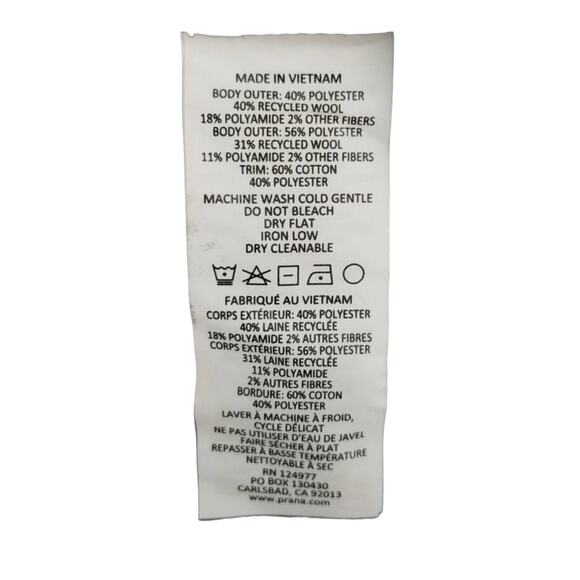 MADE IN VIETNAM
BODY OUTER: 40% POLYESTER
40% RECYCLED WOOL
18% POLYAMIDE 2% OTHER FIBERS
BODY OUTER: 56% POLYESTER
31% RECYCLED WOOL
11% POLYAMIDE 2% OTHER FIBERS
TRIM: 60% COTTON
40% POLYESTER
MACHINE WASH COLD GENTLE
DO NOT BLEACH
DRY FLAT
IRON LOW
DRY CLEANABLE
FABRIQUÉ AU VIETNAM
CORPS EXTÉRIEUR: 40% POLYESTER
40% LAINE RECYCLÉE
18% POLYAMIDE 2% AUTRES FIBRES
CORPS EXTÉRIEUR: 56% POLYESTER
31% LAINE RECYCLÉE
11% POLYAMIDE
2% AUTRES FIBRES
BORDURE: 60% COTON
40% POLYESTER
LAVER À MACHINE À FROID,
CYCLE DÉLICAT
NE PAS UTILISER D'EAU DE JAVEL
FAIRE SÉCHER À PLAT
REPASSER À BASSE TEMPÉRATURE
NETTOYABLE À SEC
RN 124977
PO BOX 130430
CARLSBAD, CA 92013
www.prana.com